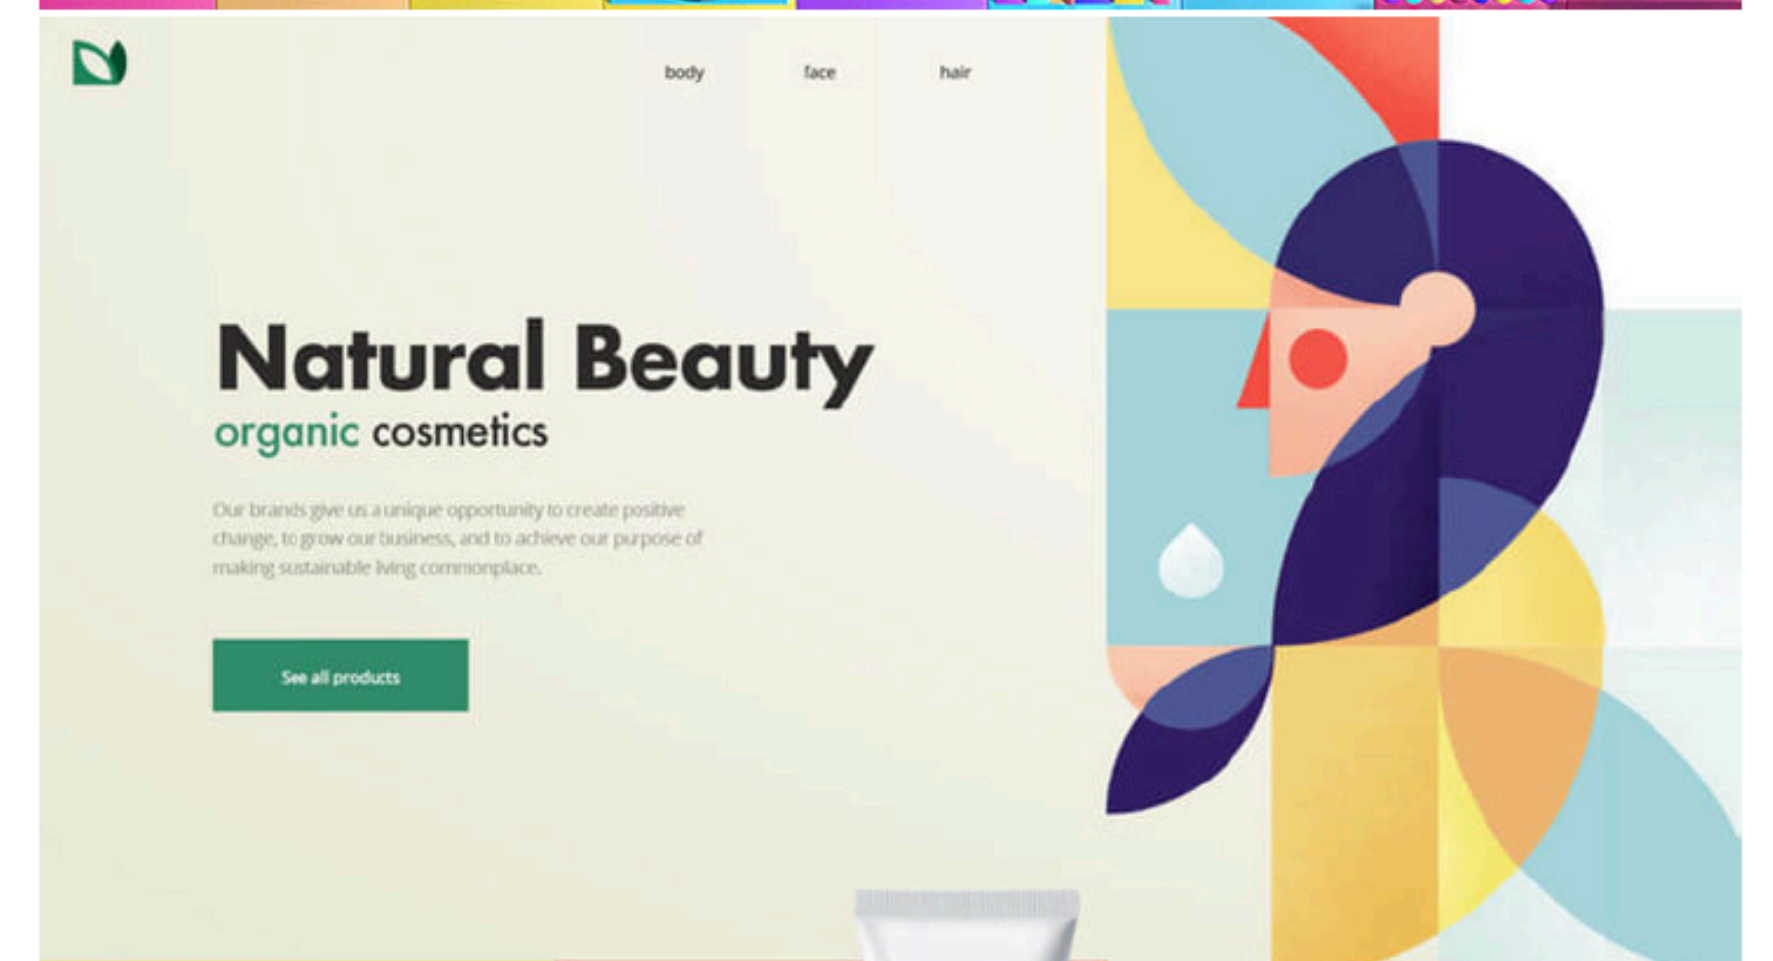 body face hair
Natural Beauty
organic cosmetics
Our brands give us a unique opportunity to create positive
change, to grow our business, and to achieve our purpose of
making sustainable living commonplace.
See all products